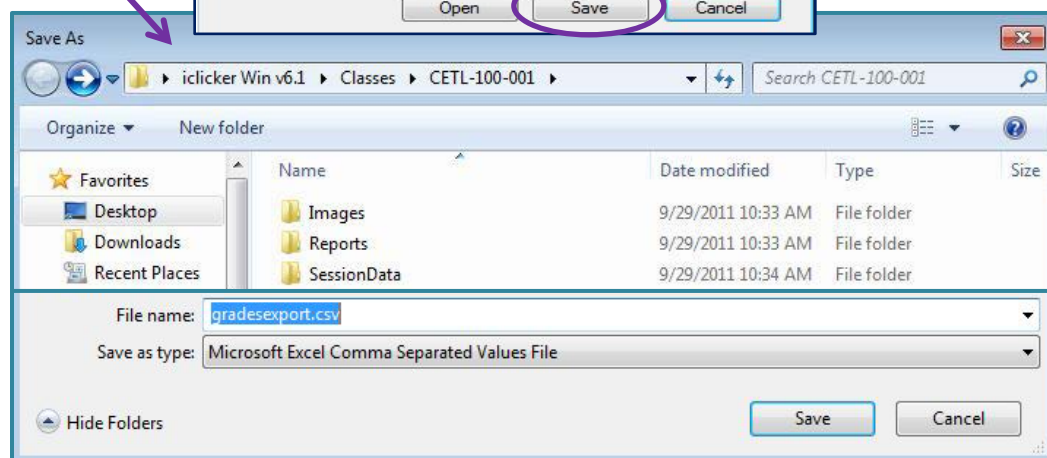 Open Save Cancel
Save As
iclicker Win v6.1 Classes CETL-100-001 Search CETL-100-001
Organize New folder
Favorites Name Date modified Type Size
Desktop Images 9/29/2011 10:33 AM File folder
Downloads Reports 9/29/2011 10:33 AM File folder
Recent Places SessionData 9/29/2011 10:34 AM File folder
File name: gradesexport.csv
Save as type: Microsoft Excel Comma Separated Values File
Hide Folders Save Cancel